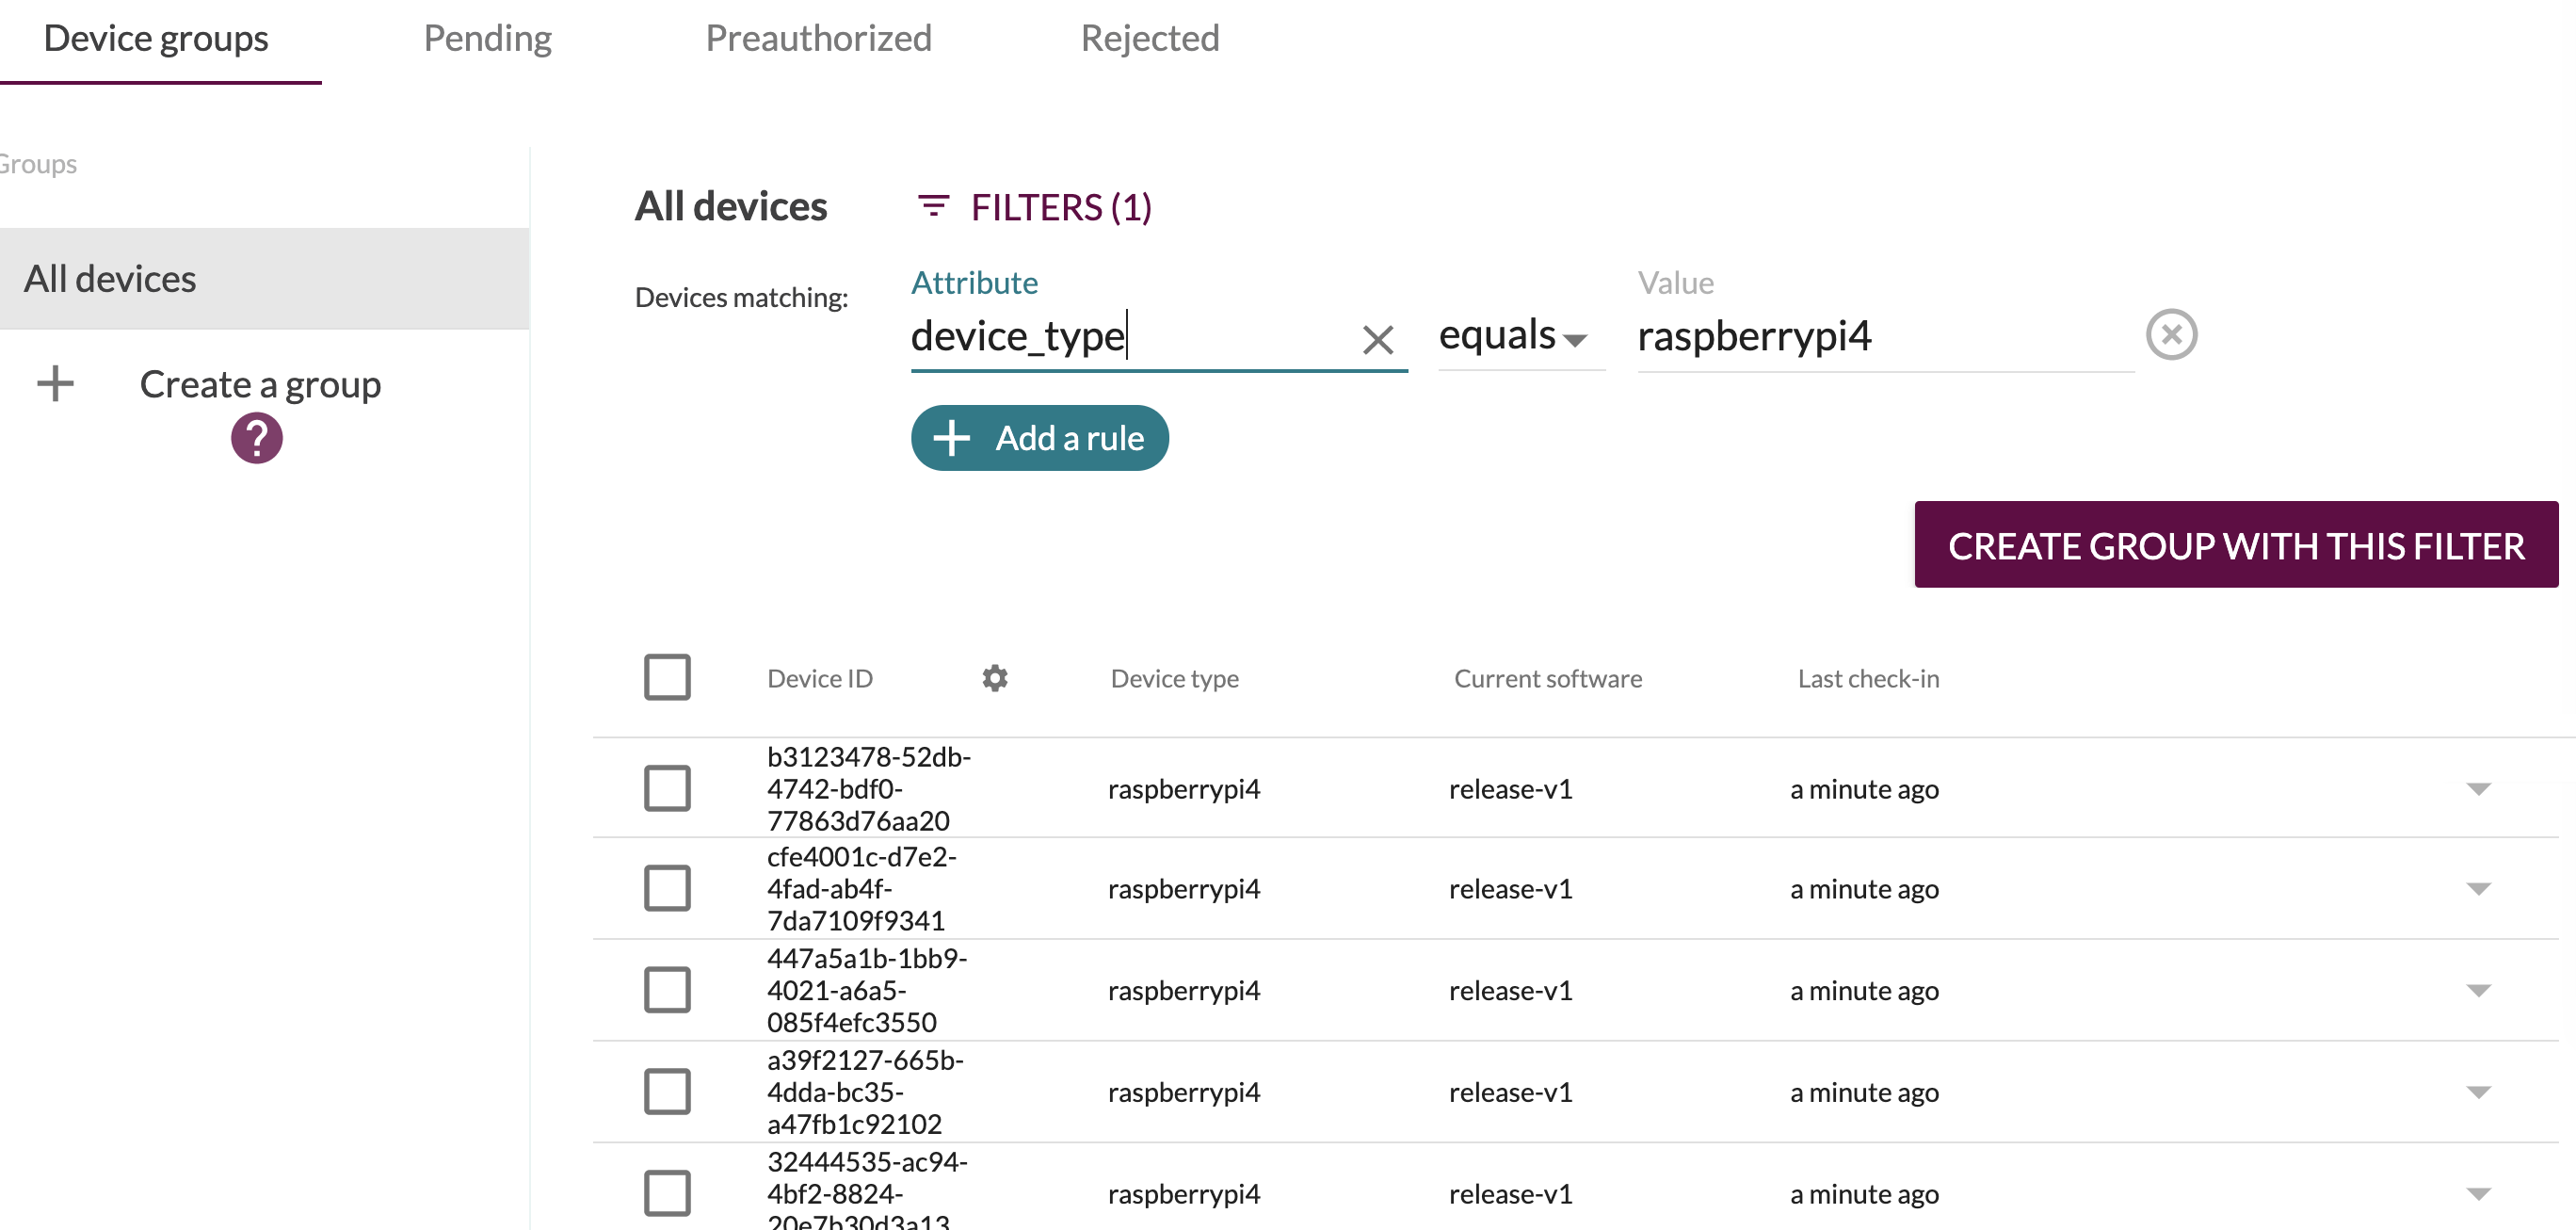 Device groups Pending Preauthorized Rejected
Groups
All devices
Create a group
?
All devices FILTERS (1)
Devices matching:
Attribute
device_type
equals
Value
raspberrypi4
Add a rule
CREATE GROUP WITH THIS FILTER
Device ID Device type Current software Last check-in
b3123478-52db-
4742-bdf0-
77863d76aa20
raspberrypi4 release-v1 a minute ago
cfe4001c-d7e2-
4fad-ab4f-
7da7109f9341
raspberrypi4 release-v1 a minute ago
447a5a1b-1bb9-
4021-a6a5-
085f4efc3550
raspberrypi4 release-v1 a minute ago
a39f2127-665b-
4dda-bc35-
a47fb1c92102
raspberrypi4 release-v1 a minute ago
32444535-ac94-
4bf2-8824-
20e7b30d3a13
raspberrypi4 release-v1 a minute ago